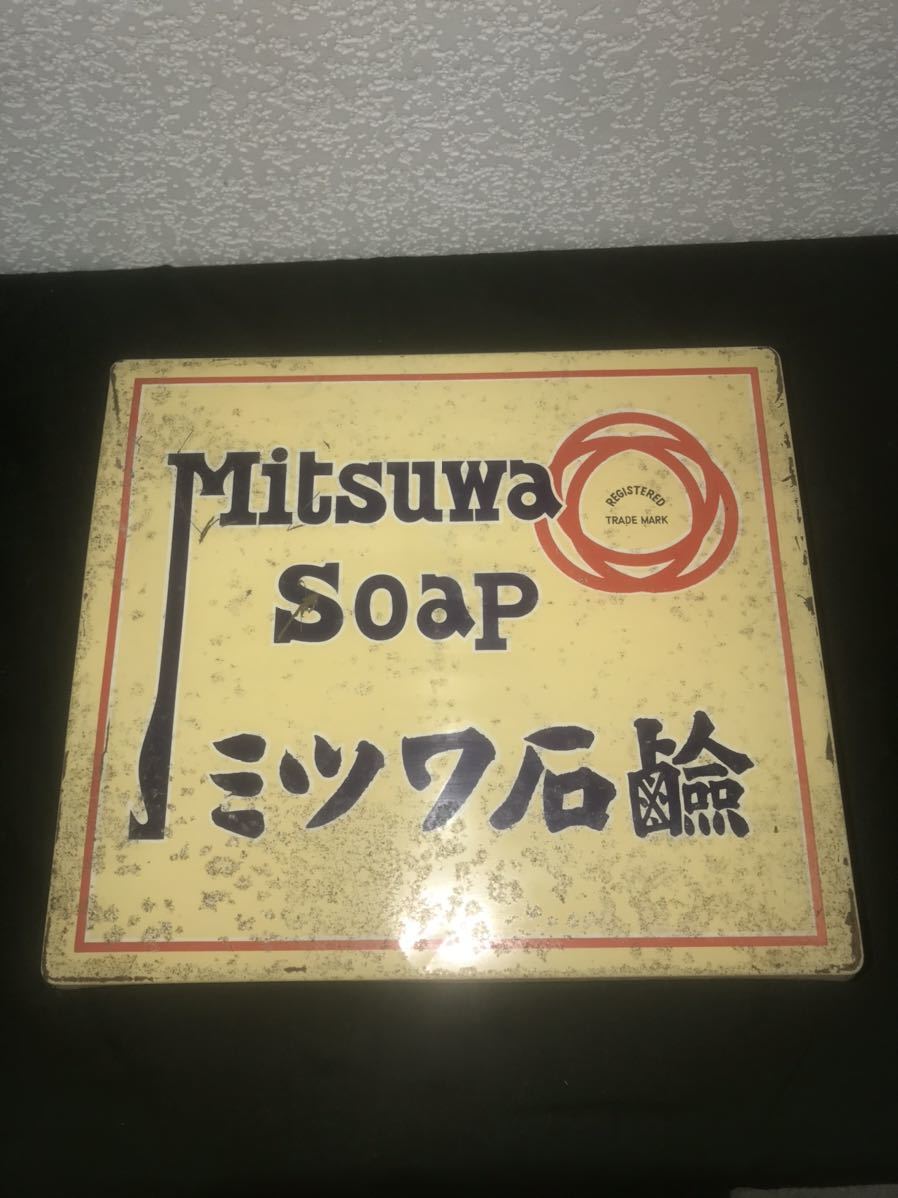 Mitsuwa
REGISTERED
TRADE MARK
Soap
ミツワ石鹼